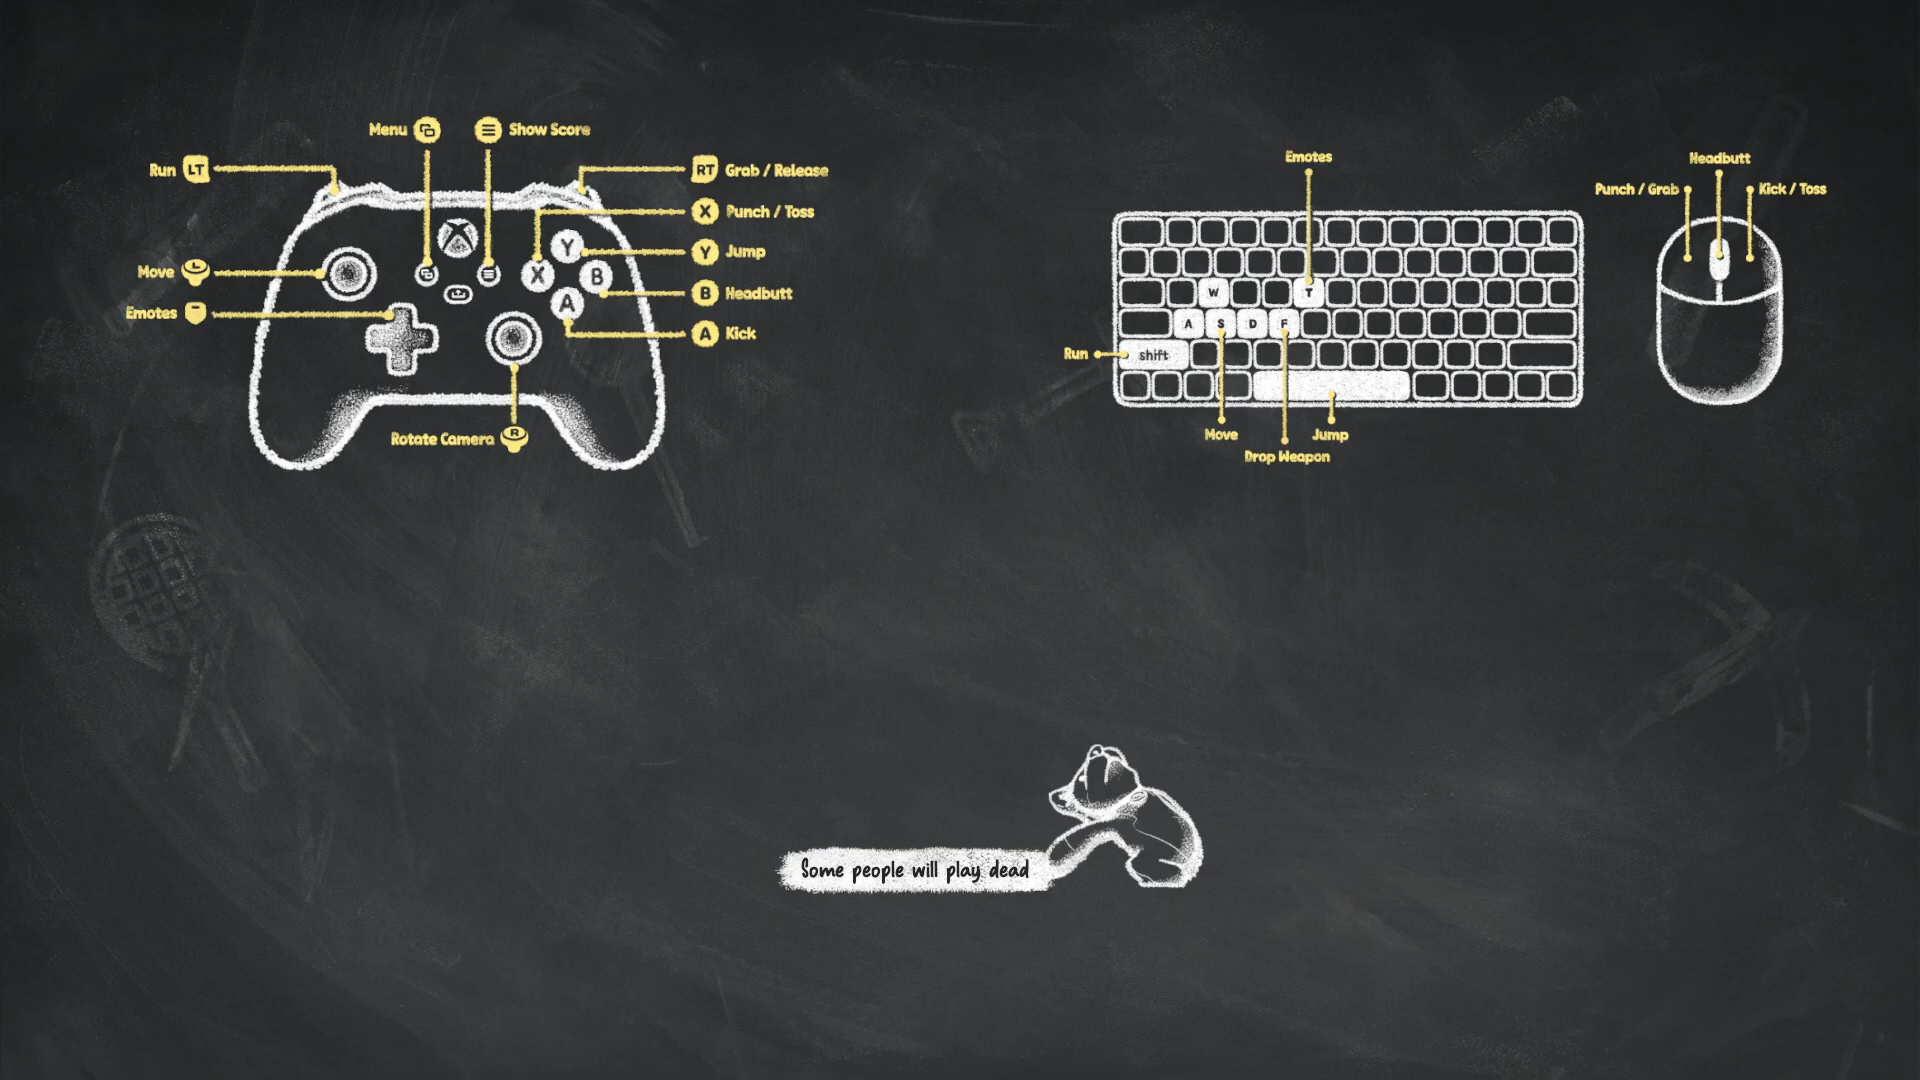 Menu
Show Score
Run LT
RT Grab / Release
X Punch / Toss
Y Jump
B Headbutt
A Kick
Move L
Emotes
Y
X B
A
Rotate Camera R
Emotes
Headbutt
Punch / Grab
Kick / Toss
W T
A S D F
Run shift
Move
Jump
Drop Weapon
Some people will play dead